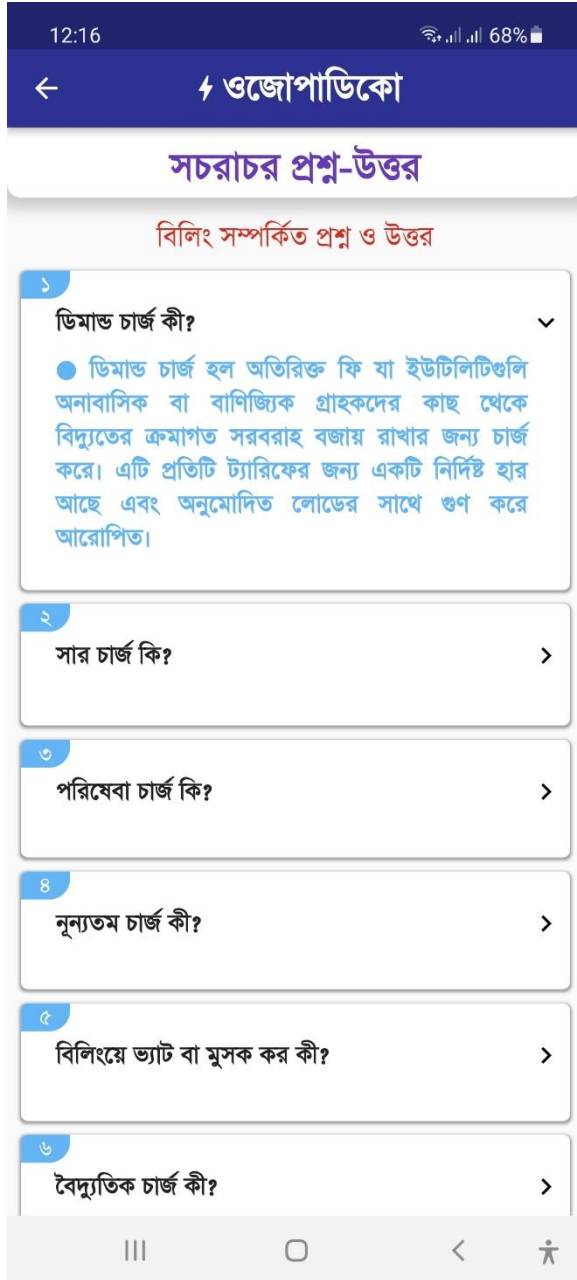 12:16
68%
ওজোপাডিকো
সচরাচর প্রশ্ন-উত্তর
বিলিং সম্পর্কিত প্রশ্ন ও উত্তর
১
ডিমান্ড চার্জ কী?
ডিমান্ড চার্জ হল অতিরিক্ত ফি যা ইউটিলিটিগুলি
অনাবাসিক বা বাণিজ্যিক গ্রাহকদের কাছ থেকে
বিদ্যুতের ক্রমাগত সরবরাহ বজায় রাখার জন্য চার্জ
করে। এটি প্রতিটি ট্যারিফের জন্য একটি নির্দিষ্ট হার
আছে এবং অনুমোদিত লোডের সাথে গুণ করে
আরোপিত।
২
সার চার্জ কি?
৩
পরিষেবা চার্জ কি?
৪
নূন্যতম চার্জ কী?
৫
বিলিংয়ে ভ্যাট বা মুসক কর কী?
৬
বৈদ্যুতিক চার্জ কী?